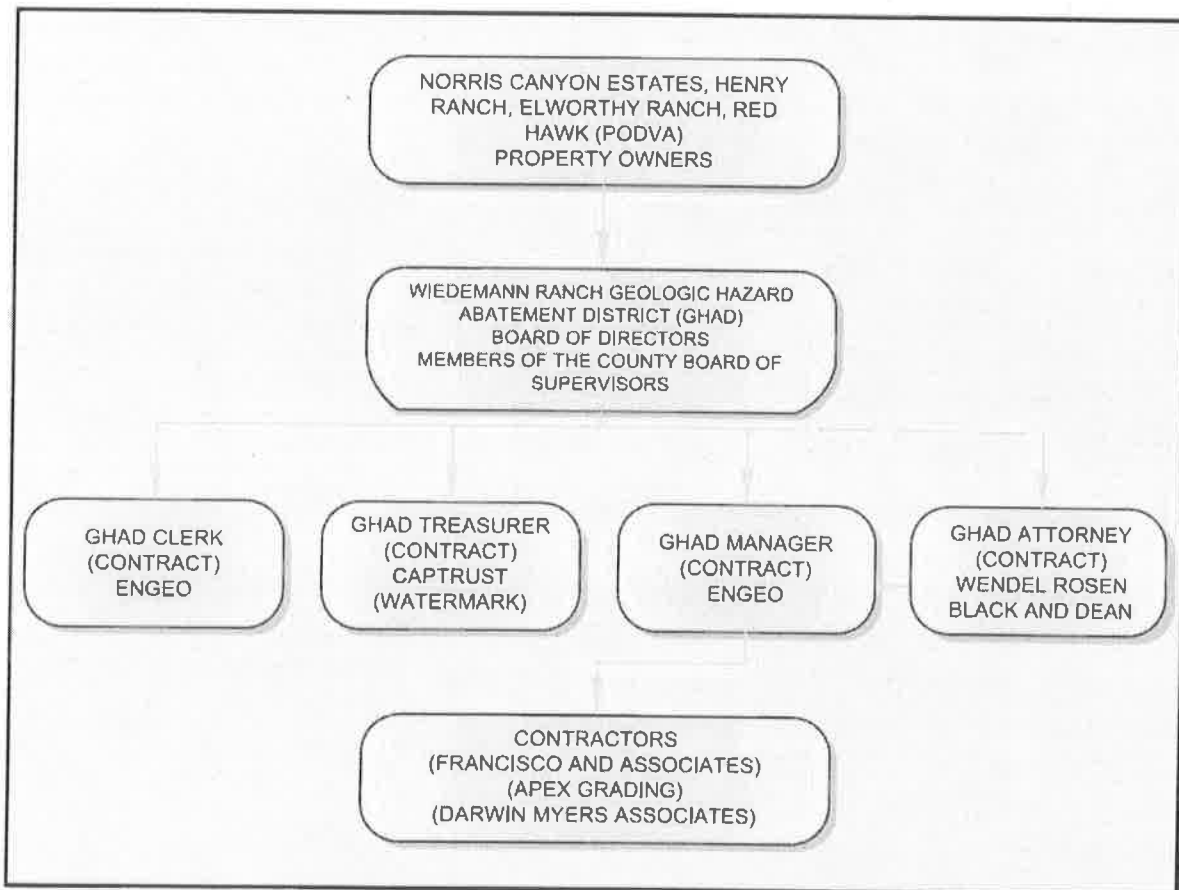 NORRIS CANYON ESTATES, HENRY
RANCH, ELWORTHY RANCH, RED
HAWK (PODVA)
PROPERTY OWNERS
WIEDEMANN RANCH GEOLOGIC HAZARD
ABATEMENT DISTRICT (GHAD)
BOARD OF DIRECTORS
MEMBERS OF THE COUNTY BOARD OF
SUPERVISORS
GHAD CLERK
(CONTRACT)
ENGEO
GHAD TREASURER
(CONTRACT)
CAPTRUST
(WATERMARK)
GHAD MANAGER
(CONTRACT)
ENGEO
GHAD ATTORNEY
(CONTRACT)
WENDEL ROSEN
BLACK AND DEAN
CONTRACTORS
(FRANCISCO AND ASSOCIATES)
(APEX GRADING)
(DARWIN MYERS ASSOCIATES)